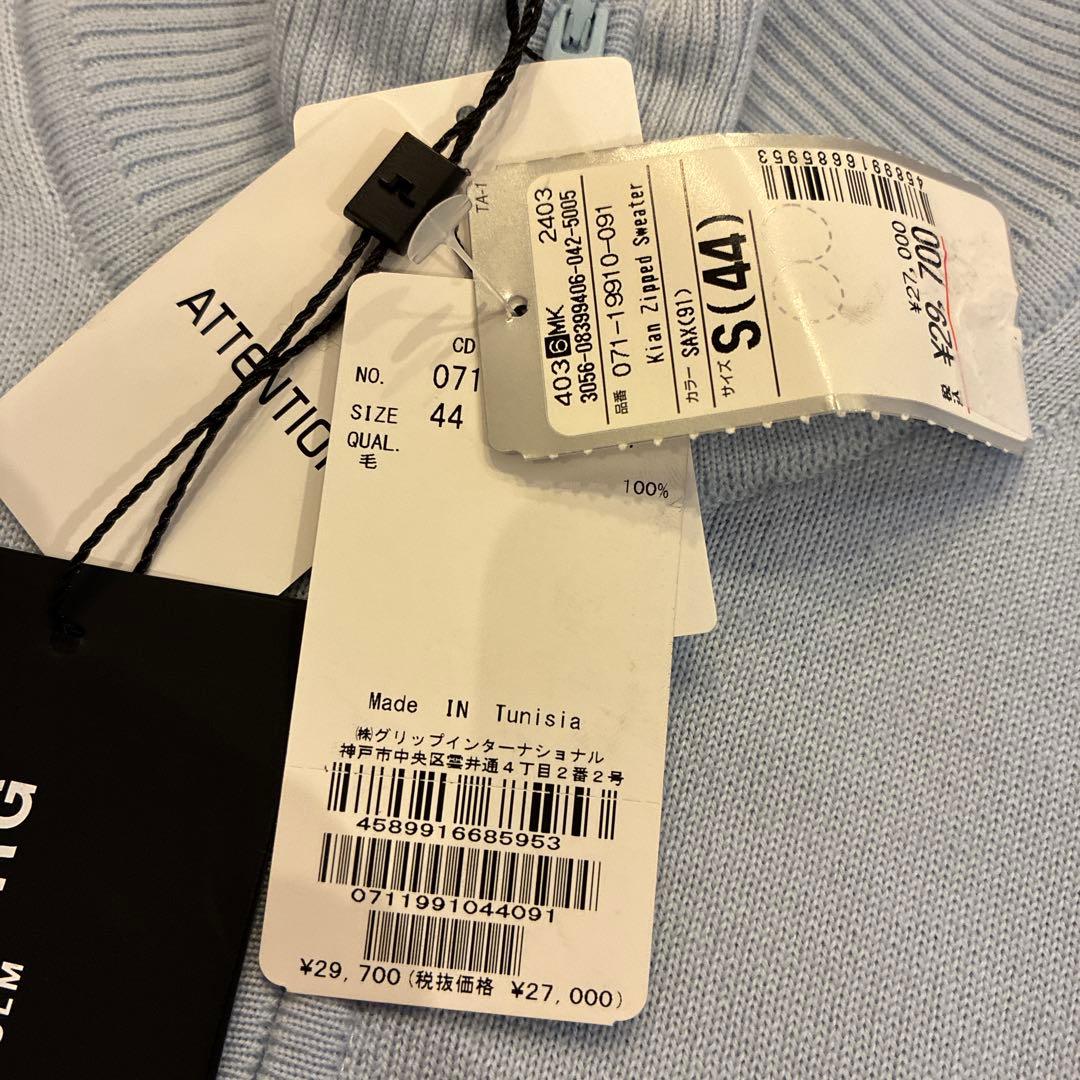 ATTENTION
TA-1
403 6 MK 2403
3056-08399406-042-5005
品番 071-19910-091
Kian Zipped Sweater
カラー SAX(91)
サイズ S(44)
4589916685953
¥27,000
税込 ¥29,700
CD
NO. 071
SIZE 44
QUAL.
毛 100%
Made IN Tunisia
㈱グリップインターナショナル
神戸市中央区雲井通4丁目2番2号
4589916685953
0711991044091
¥29,700(税抜価格 ¥27,000)